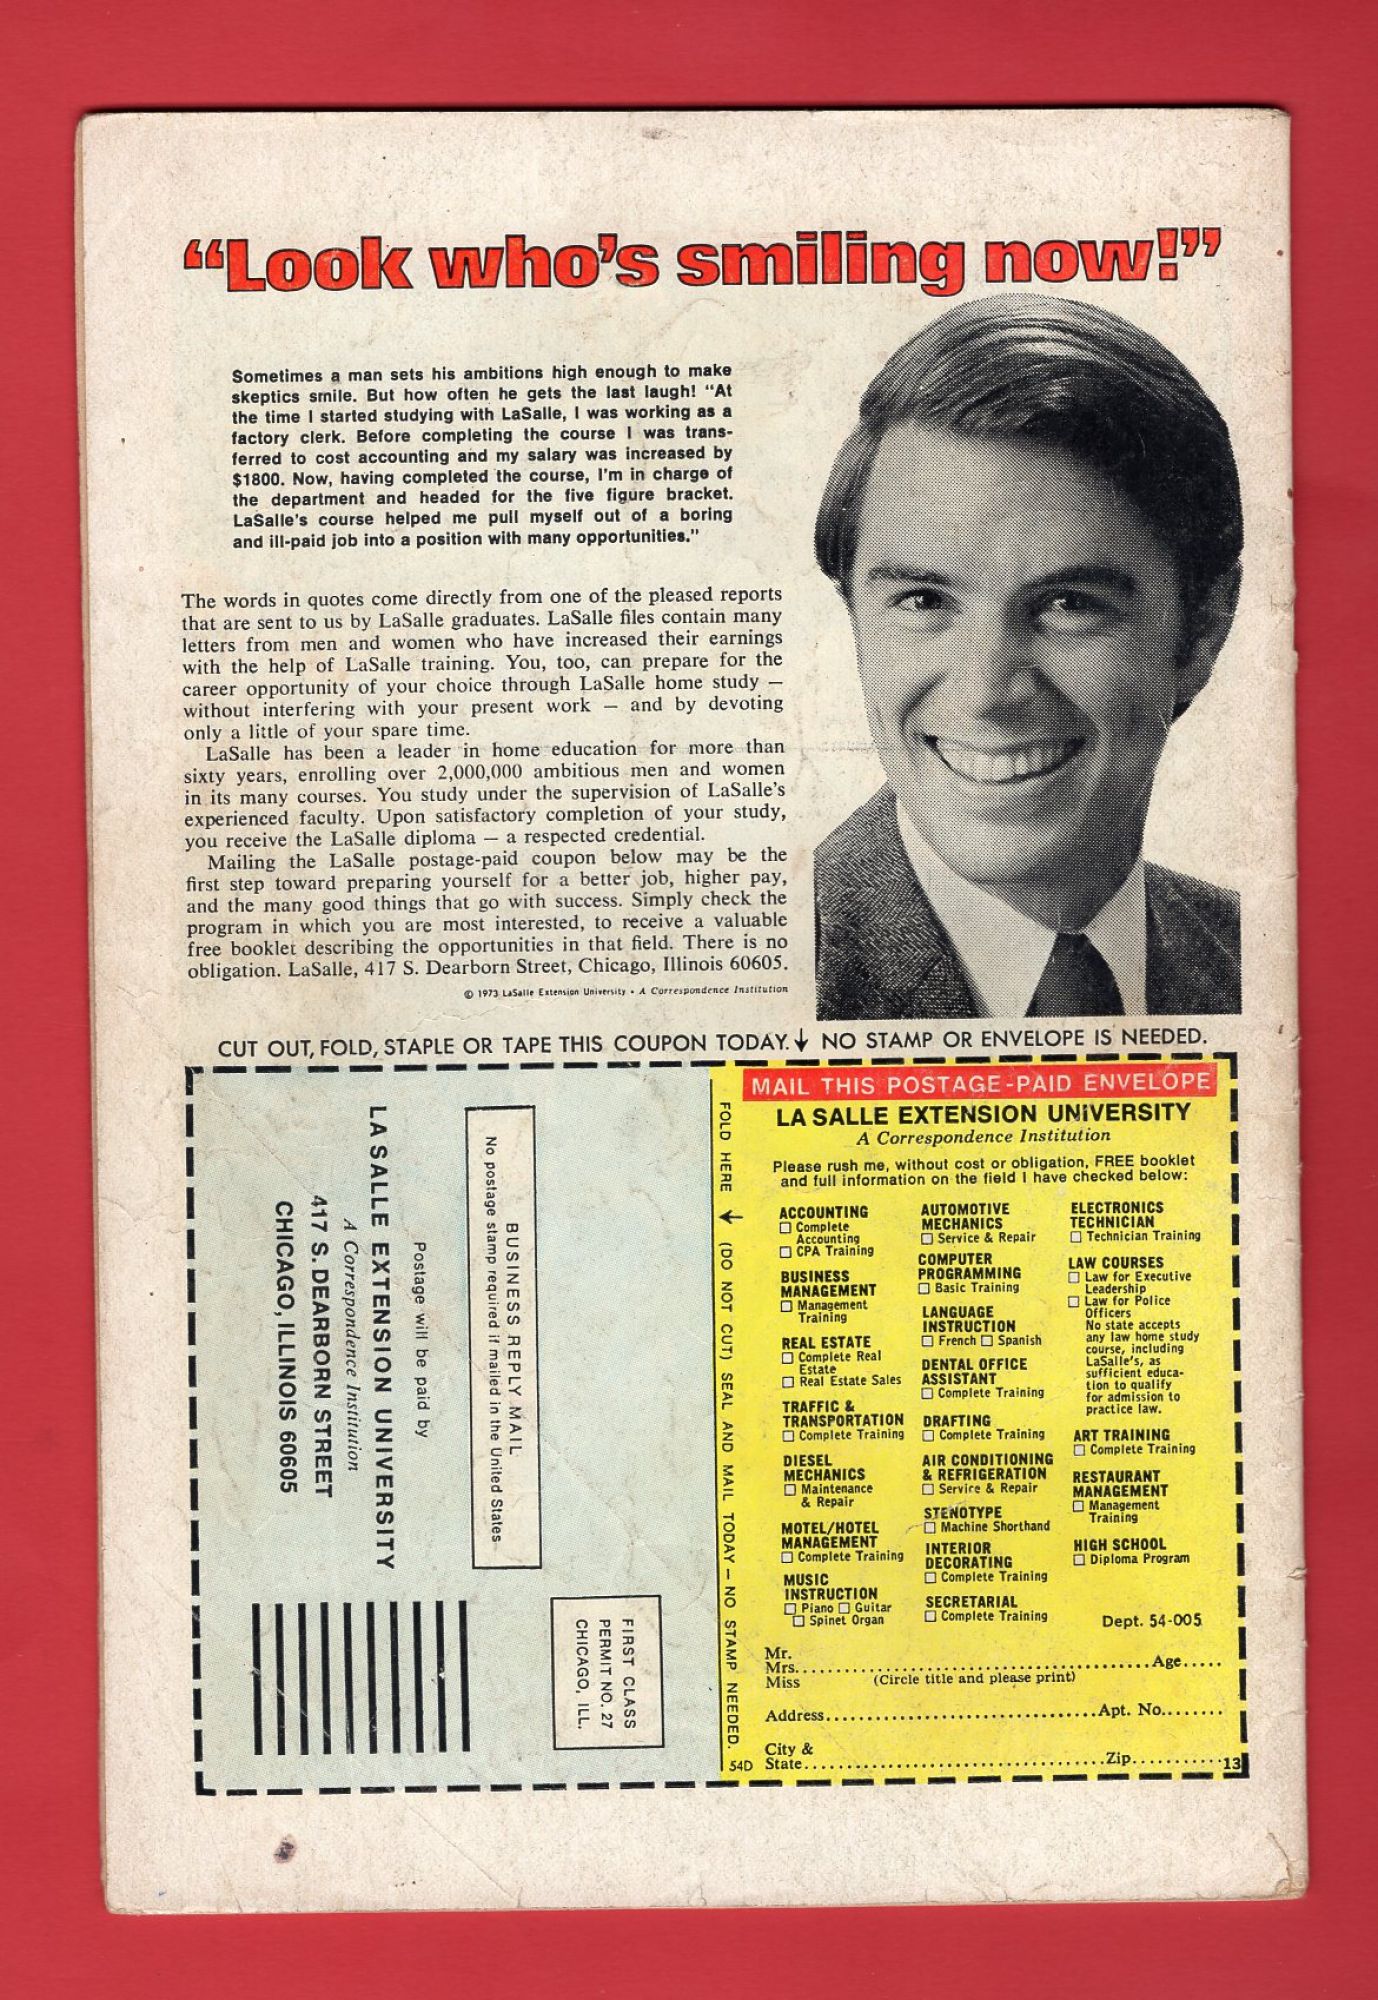 “Look who’s smiling now!”
Sometimes a man sets his ambitions high enough to make
skeptics smile. But how often he gets the last laugh! “At
the time I started studying with LaSalle, I was working as a
factory clerk. Before completing the course I was trans-
ferred to cost accounting and my salary was increased by
$1800. Now, having completed the course, I’m in charge of
the department and headed for the five figure bracket.
LaSalle’s course helped me pull myself out of a boring
and ill-paid job into a position with many opportunities.”
The words in quotes come directly from one of the pleased reports
that are sent to us by LaSalle graduates. LaSalle files contain many
letters from men and women who have increased their earnings
with the help of LaSalle training. You, too, can prepare for the
career opportunity of your choice through LaSalle home study —
without interfering with your present work — and by devoting
only a little of your spare time.
LaSalle has been a leader in home education for more than
sixty years, enrolling over 2,000,000 ambitious men and women
in its many courses. You study under the supervision of LaSalle’s
experienced faculty. Upon satisfactory completion of your study,
you receive the LaSalle diploma — a respected credential.
Mailing the LaSalle postage-paid coupon below may be the
first step toward preparing yourself for a better job, higher pay,
and the many good things that go with success. Simply check the
program in which you are most interested, to receive a valuable
free booklet describing the opportunities in that field. There is no
obligation. LaSalle, 417 S. Dearborn Street, Chicago, Illinois 60605.
© 1973 LaSalle Extension University • A Correspondence Institution
CUT OUT, FOLD, STAPLE OR TAPE THIS COUPON TODAY. ↓ NO STAMP OR ENVELOPE IS NEEDED.
FIRST CLASS
PERMIT NO. 27
CHICAGO, ILL.
BUSINESS REPLY MAIL
No postage stamp required if mailed in the United States
Postage will be paid by
LASALLE EXTENSION UNIVERSITY
A Correspondence Institution
417 S. DEARBORN STREET
CHICAGO, ILLINOIS 60605
FOLD HERE ↓ (DO NOT CUT) SEAL AND MAIL TODAY — NO STAMP NEEDED.
54D
MAIL THIS POSTAGE-PAID ENVELOPE
LA SALLE EXTENSION UNIVERSITY
A Correspondence Institution
Please rush me, without cost or obligation, FREE booklet
and full information on the field I have checked below:
ACCOUNTING
☐ Complete
Accounting
☐ CPA Training
BUSINESS
MANAGEMENT
☐ Management
Training
REAL ESTATE
☐ Complete Real
Estate
☐ Real Estate Sales
TRAFFIC &
TRANSPORTATION
☐ Complete Training
DIESEL
MECHANICS
☐ Maintenance
& Repair
MOTEL/HOTEL
MANAGEMENT
☐ Complete Training
MUSIC
INSTRUCTION
☐ Piano ☐ Guitar
☐ Spinet Organ
AUTOMOTIVE
MECHANICS
☐ Service & Repair
COMPUTER
PROGRAMMING
☐ Basic Training
LANGUAGE
INSTRUCTION
☐ French ☐ Spanish
DENTAL OFFICE
ASSISTANT
☐ Complete Training
DRAFTING
☐ Complete Training
AIR CONDITIONING
& REFRIGERATION
☐ Service & Repair
STENOTYPE
☐ Machine Shorthand
INTERIOR
DECORATING
☐ Complete Training
SECRETARIAL
☐ Complete Training
ELECTRONICS
TECHNICIAN
☐ Technician Training
LAW COURSES
☐ Law for Executive
Leadership
☐ Law for Police
Officers
No state accepts
any law home study
course, including
LaSalle’s, as
sufficient educa-
tion to qualify
for admission to
practice law.
ART TRAINING
☐ Complete Training
RESTAURANT
MANAGEMENT
☐ Management
Training
HIGH SCHOOL
☐ Diploma Program
Dept. 54-005
Mr.
Mrs. Age
Miss (Circle title and please print)
Address Apt. No.
City &
State Zip 13